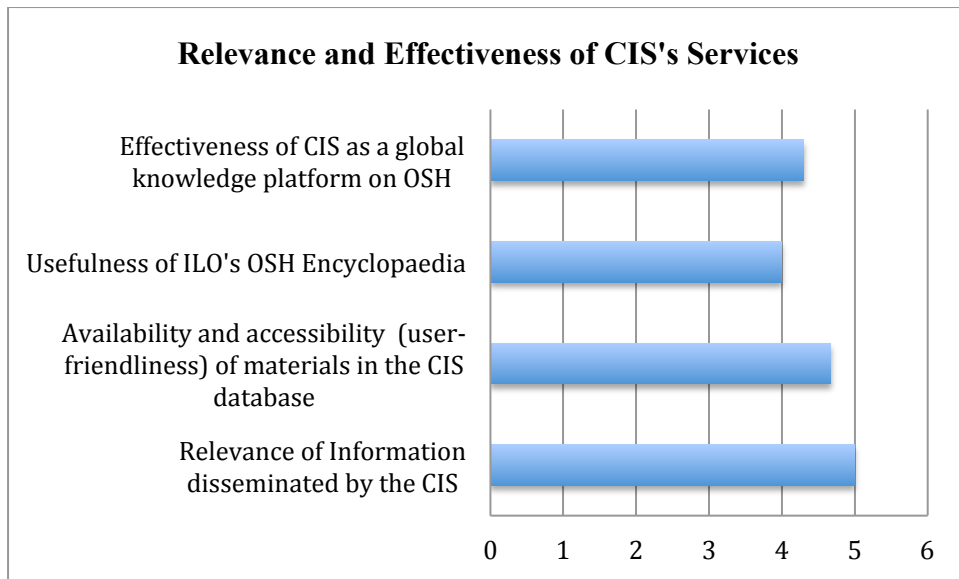 Relevance and Effectiveness of CIS's Services
Effectiveness of CIS as a global
knowledge platform on OSH
Usefulness of ILO's OSH Encyclopaedia
Availability and accessibility (user-
friendliness) of materials in the CIS
database
Relevance of Information
disseminated by the CIS
0 1 2 3 4 5 6